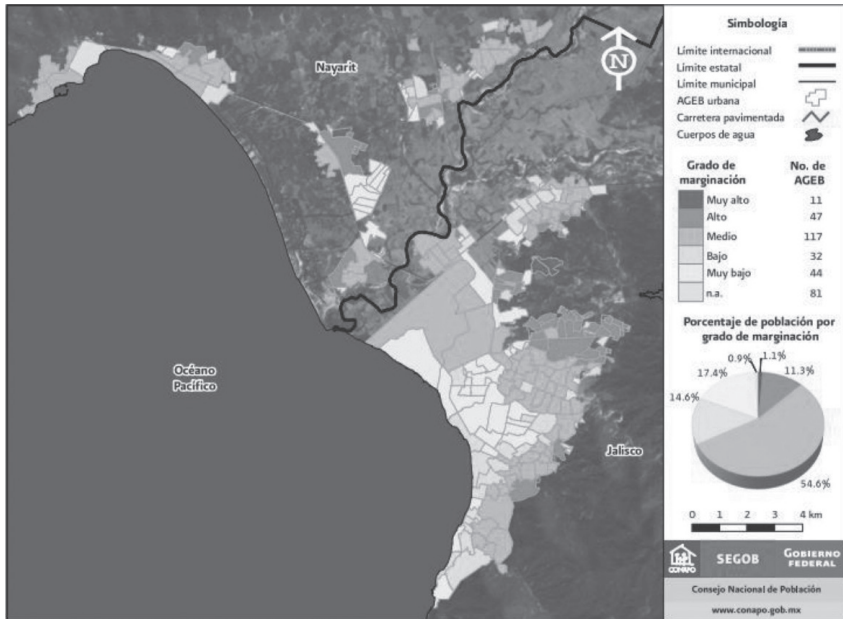 Nayarit
Océano
Pacífico
Jalisco
N
Simbología
Límite internacional
Límite estatal
Límite municipal
AGEB urbana
Carretera pavimentada
Cuerpos de agua
Grado de marginación No. de AGEB
Muy alto 11
Alto 47
Medio 117
Bajo 32
Muy bajo 44
n.a. 81
Porcentaje de población por
grado de marginación
0.9% 1.1%
17.4% 11.3%
14.6%
54.6%
0 1 2 3 4 km
CONAPO SEGOB GOBIERNO FEDERAL
Consejo Nacional de Población
www.conapo.gob.mx